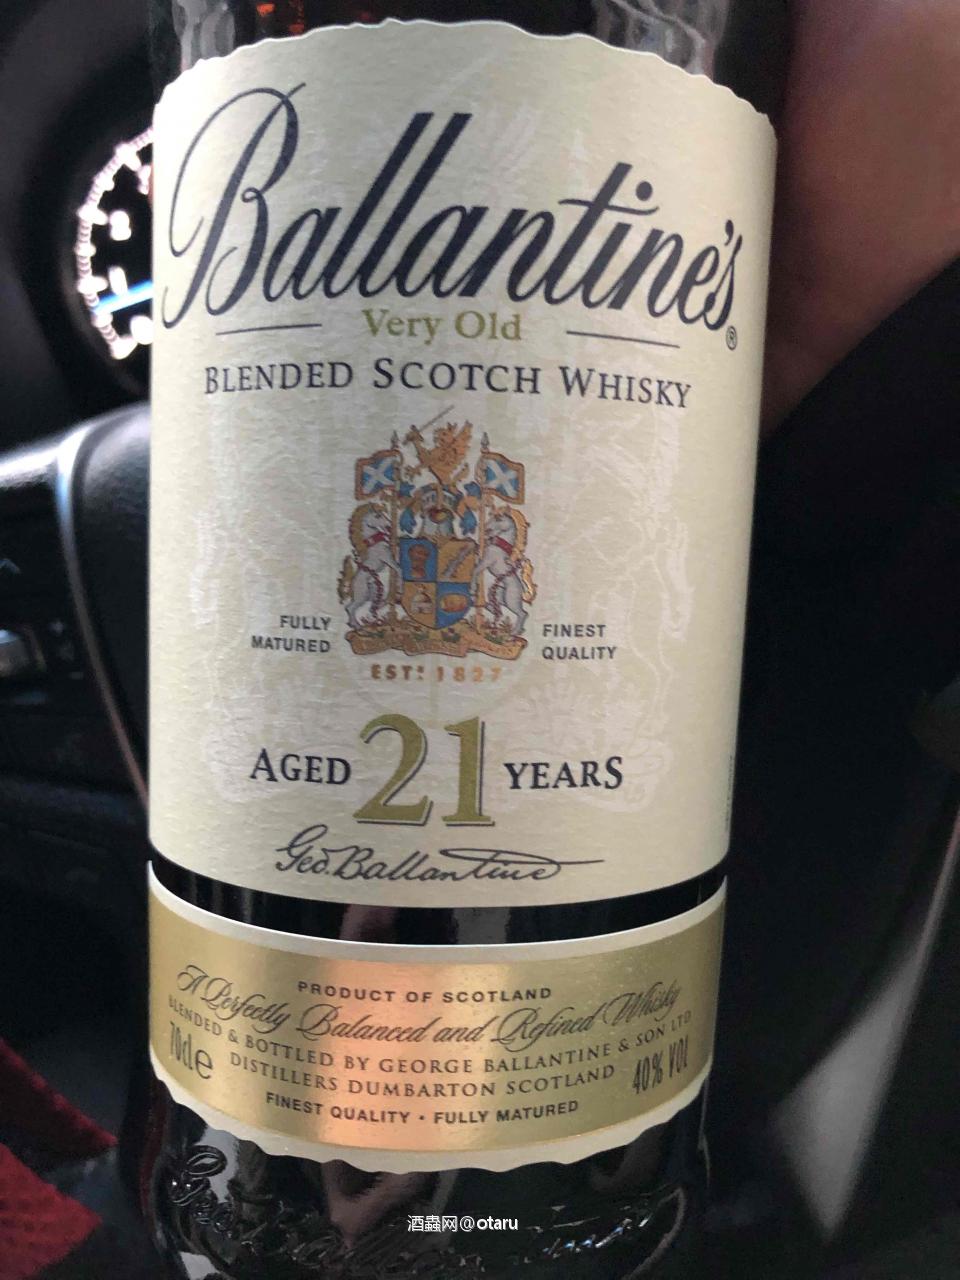 Ballantine's®
Very Old
BLENDED SCOTCH WHISKY
FULLY
MATURED
FINEST
QUALITY
ESTD 1827
AGED 21 YEARS
Geo. Ballantine
PRODUCT OF SCOTLAND
A Perfectly Balanced and Refined Whisky
BLENDED & BOTTLED BY GEORGE BALLANTINE & SON LTD
70cl e
DISTILLERS DUMBARTON SCOTLAND
40% VOL
FINEST QUALITY • FULLY MATURED
酒蟲网@otaru